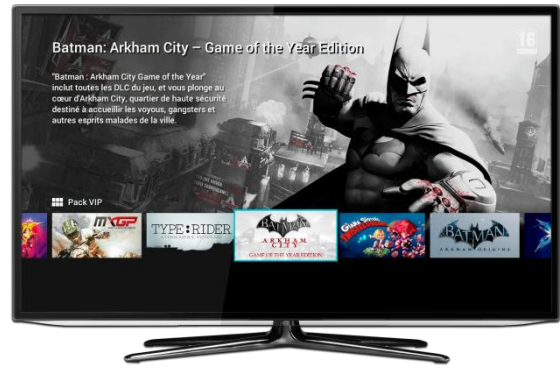 Batman: Arkham City – Game of the Year Edition
16
"Batman : Arkham City Game of the Year"
inclut toutes les DLC du jeu, et vous plonge au
cœur d'Arkham City, quartier de haute sécurité
destiné à accueillir les voyous, gangsters et
autres esprits malades de la ville.
Pack VIP
MXGP
TYPE:RIDER
BATMAN
ARKHAM
CITY
GAME OF THE YEAR EDITION
Giana Sisters
BATMAN
ARKHAM ORIGINS